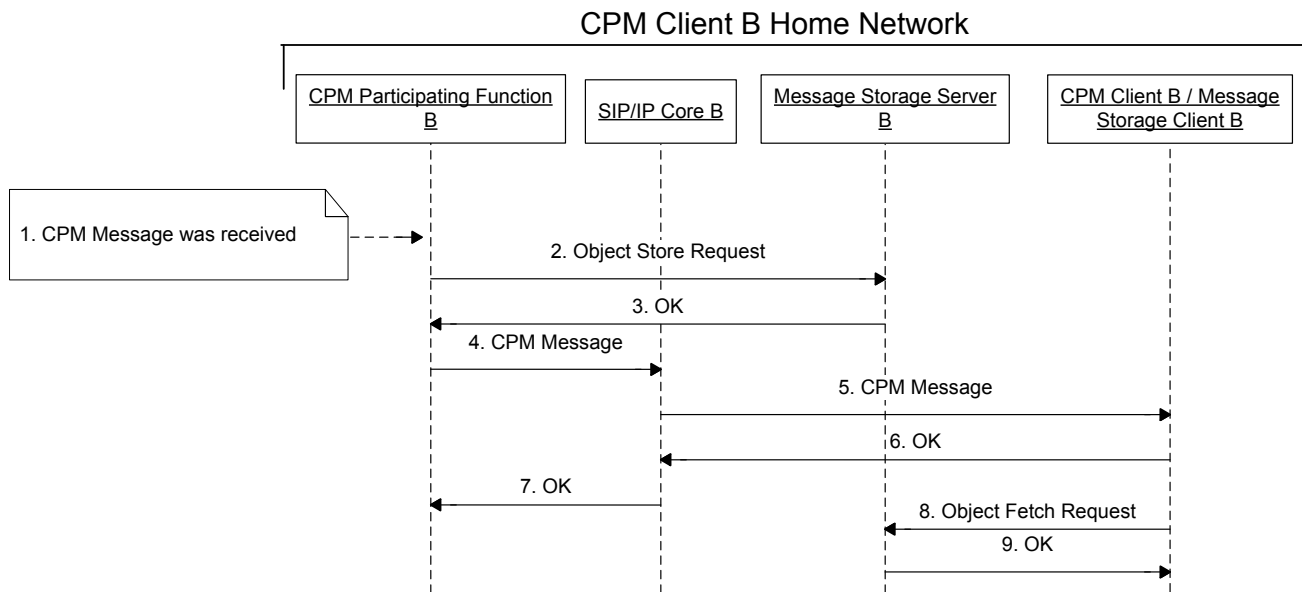 CPM Client B Home Network
CPM Participating Function
B
SIP/IP Core B
Message Storage Server
B
CPM Client B / Message
Storage Client B
1. CPM Message was received
2. Object Store Request
3. OK
4. CPM Message
5. CPM Message
6. OK
7. OK
8. Object Fetch Request
9. OK